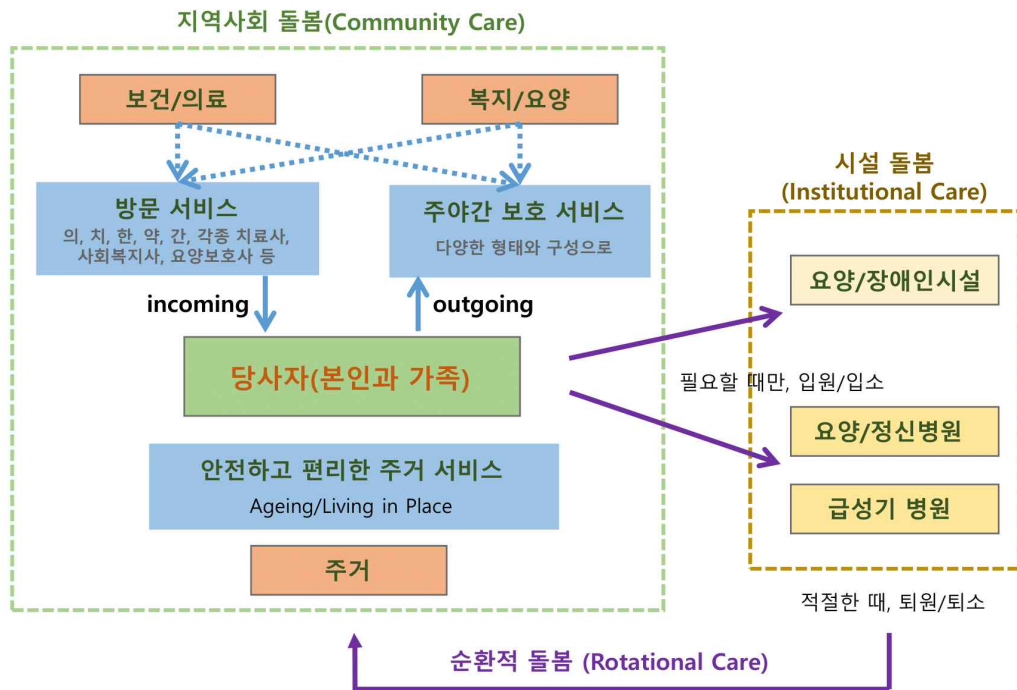 지역사회 돌봄(Community Care)
보건/의료
복지/요양
방문 서비스
의, 치, 한, 약, 간, 각종 치료사,
사회복지사, 요양보호사 등
주야간 보호 서비스
다양한 형태와 구성으로
incoming
outgoing
당사자(본인과 가족)
안전하고 편리한 주거 서비스
Ageing/Living in Place
주거
시설 돌봄
(Institutional Care)
요양/장애인시설
필요할 때만, 입원/입소
요양/정신병원
급성기 병원
적절한 때, 퇴원/퇴소
순환적 돌봄 (Rotational Care)